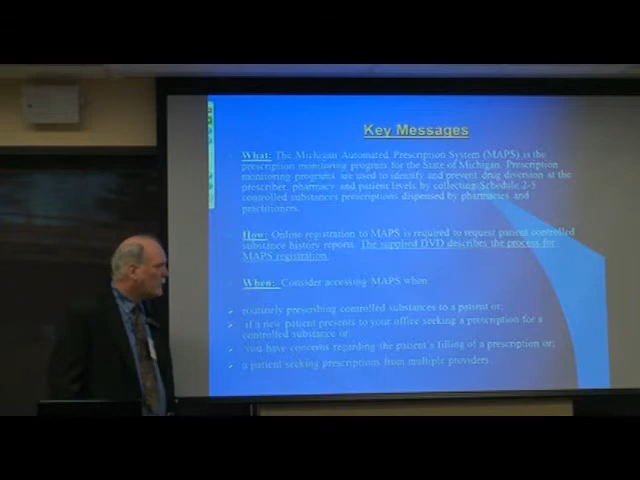 Key Messages
What: The Michigan Automated Prescription System (MAPS) is the
prescription monitoring program for the State of Michigan. Prescription
monitoring programs are used to identify and prevent drug diversion at the
prescriber, pharmacy and patient levels by collecting Schedule 2-5
controlled substances prescriptions dispensed by pharmacies and
practitioners.
How: Online registration to MAPS is required to request patient controlled
substance history reports. The supplied DVD describes the process for
MAPS registration.
When: Consider accessing MAPS when
routinely prescribing controlled substances to a patient or;
if a new patient presents to your office seeking a prescription for a
controlled substance or,
you have concerns regarding the patient's filling of a prescription or;
a patient seeking prescriptions from multiple providers.